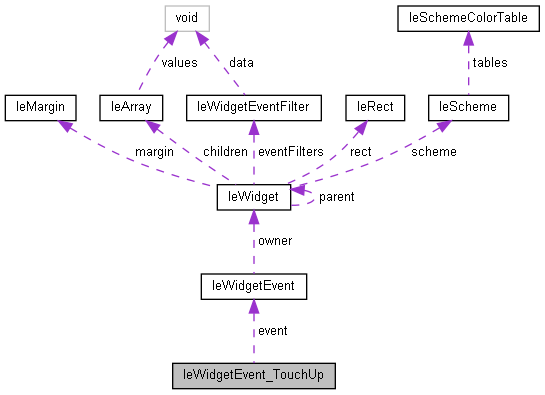 void
leSchemeColorTable
values
data
tables
leMargin
leArray
leWidgetEventFilter
leRect
leScheme
margin
children
eventFilters
rect
scheme
leWidget
parent
owner
leWidgetEvent
event
leWidgetEvent_TouchUp